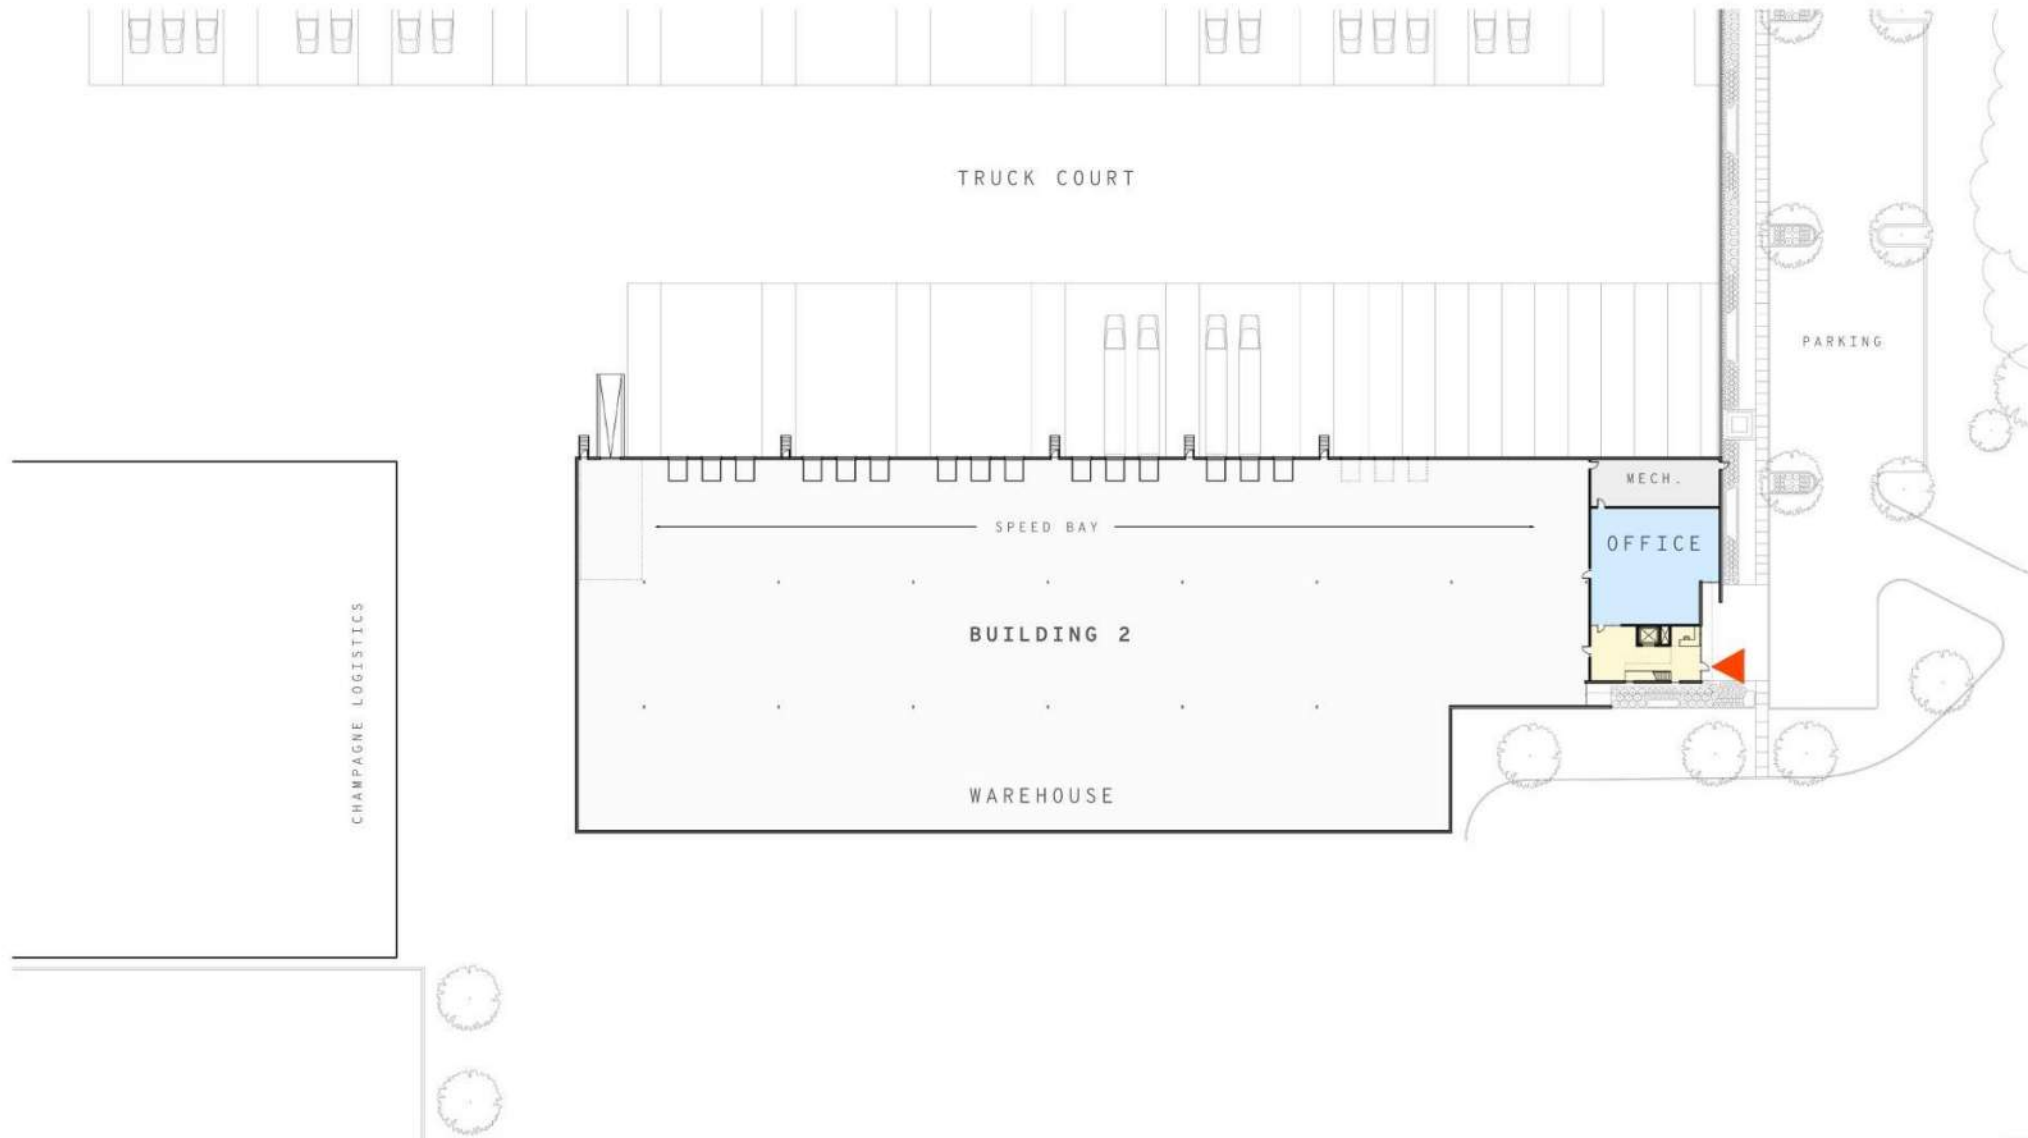 TRUCK COURT
PARKING
MECH.
SPEED BAY
OFFICE
BUILDING 2
CHAMPAGNE LOGISTICS
WAREHOUSE